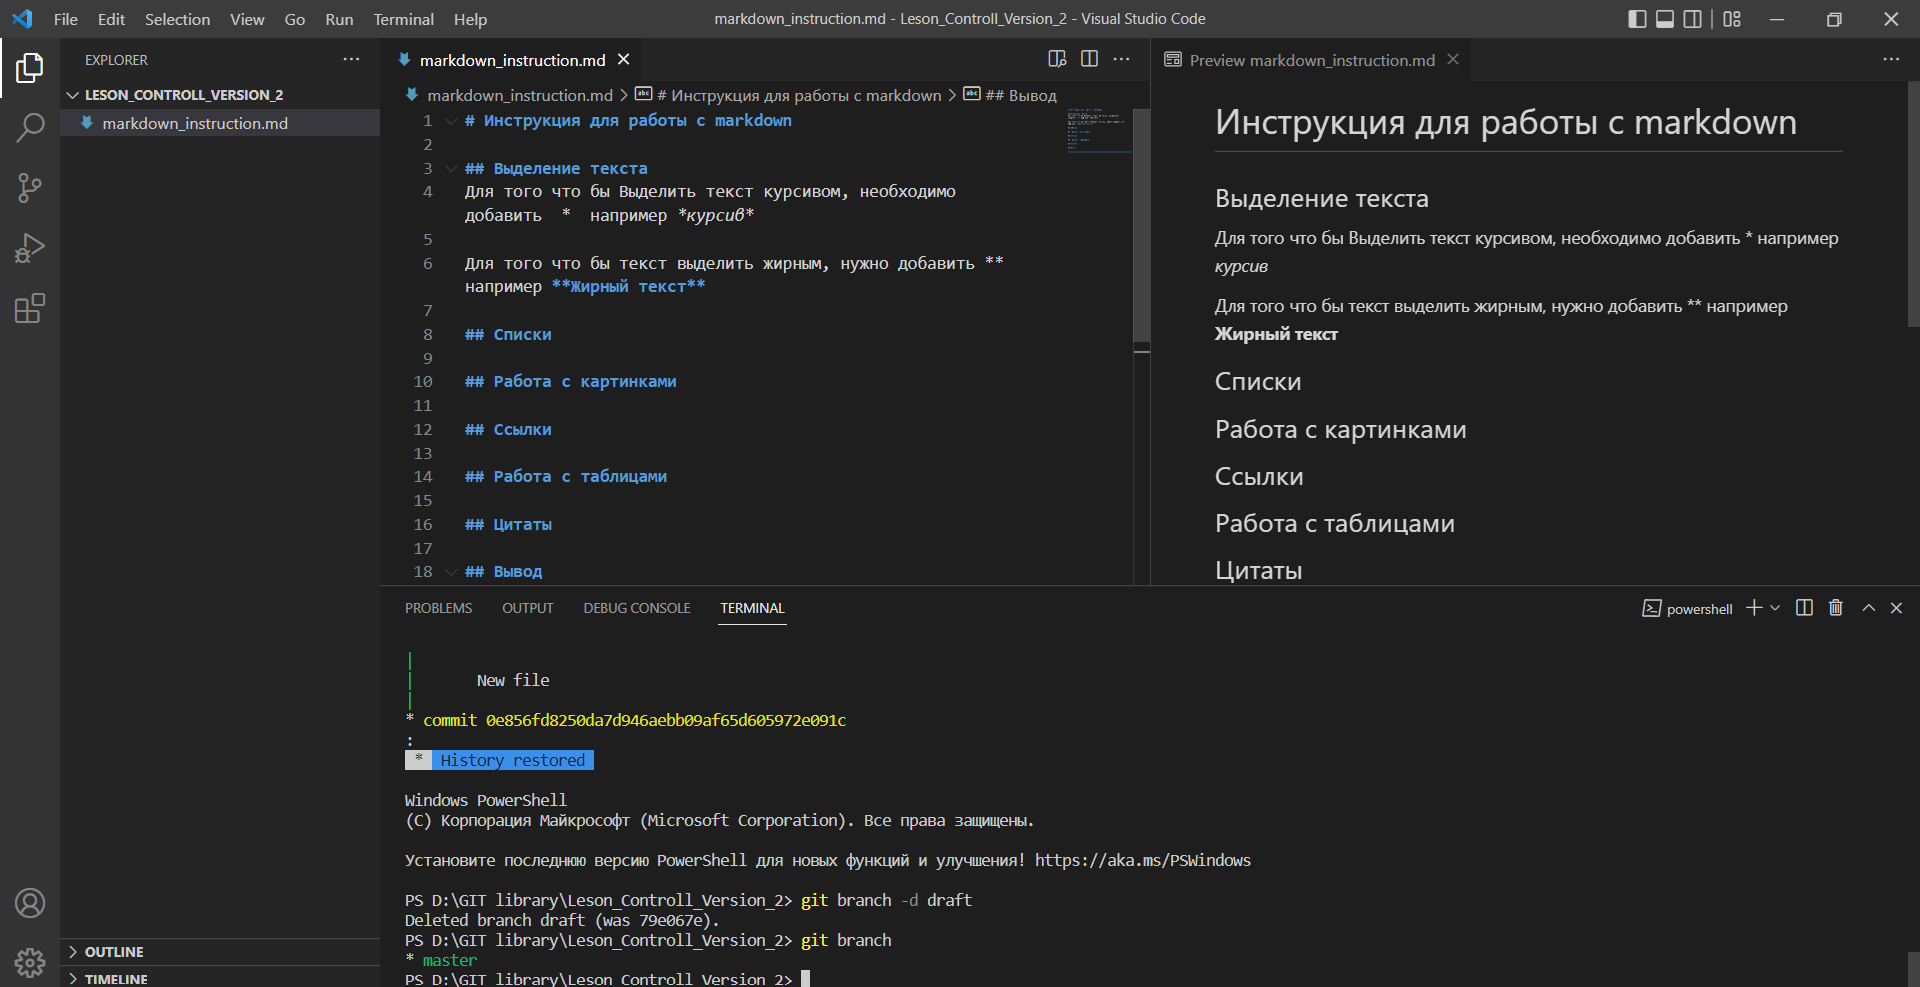 File Edit Selection View Go Run Terminal Help
markdown_instruction.md - Leson_Controll_Version_2 - Visual Studio Code
EXPLORER
LESON_CONTROLL_VERSION_2
markdown_instruction.md
OUTLINE
TIMELINE
markdown_instruction.md
markdown_instruction.md > # Инструкция для работы с markdown > ## Вывод
1 # Инструкция для работы с markdown
2
3 ## Выделение текста
4 Для того что бы Выделить текст курсивом, необходимо
добавить * например *курсив*
5
6 Для того что бы текст выделить жирным, нужно добавить **
например **Жирный текст**
7
8 ## Списки
9
10 ## Работа с картинками
11
12 ## Ссылки
13
14 ## Работа с таблицами
15
16 ## Цитаты
17
18 ## Вывод
Preview markdown_instruction.md
Инструкция для работы с markdown
Выделение текста
Для того что бы Выделить текст курсивом, необходимо добавить * например
курсив
Для того что бы текст выделить жирным, нужно добавить ** например
Жирный текст
Списки
Работа с картинками
Ссылки
Работа с таблицами
Цитаты
PROBLEMS OUTPUT DEBUG CONSOLE TERMINAL
powershell
|
| New file
|
* commit 0e856fd8250da7d946aebb09af65d605972e091c
:
* History restored
Windows PowerShell
(C) Корпорация Майкрософт (Microsoft Corporation). Все права защищены.
Установите последнюю версию PowerShell для новых функций и улучшения! https://aka.ms/PSWindows
PS D:\GIT library\Leson_Controll_Version_2> git branch -d draft
Deleted branch draft (was 79e067e).
PS D:\GIT library\Leson_Controll_Version_2> git branch
* master
PS D:\GIT library\Leson_Controll_Version_2>